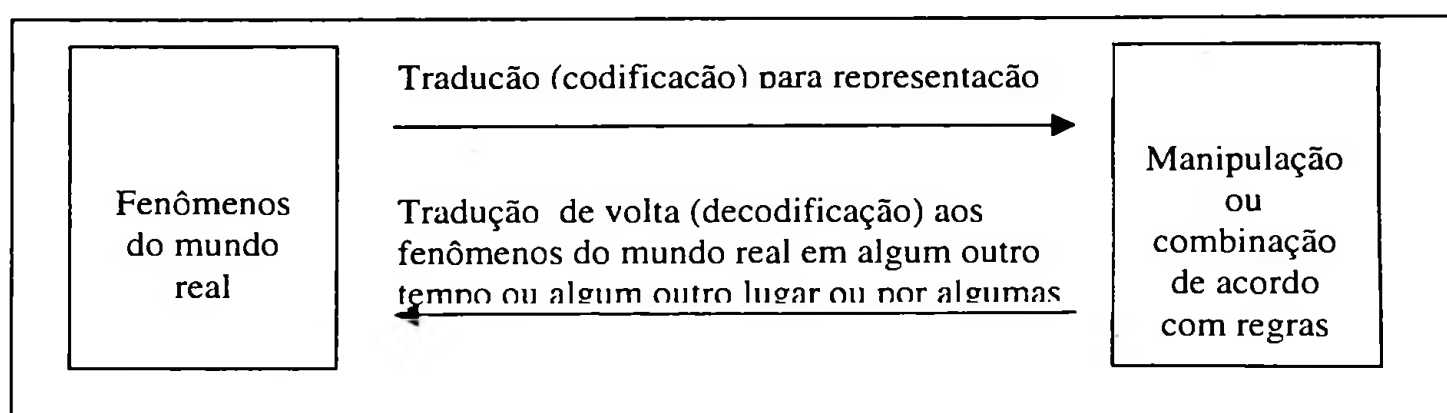 Fenômenos
do mundo
real
Tradução (codificação) para representação
Tradução de volta (decodificação) aos
fenômenos do mundo real em algum outro
tempo ou algum outro lugar ou por algumas
Manipulação
ou
combinação
de acordo
com regras